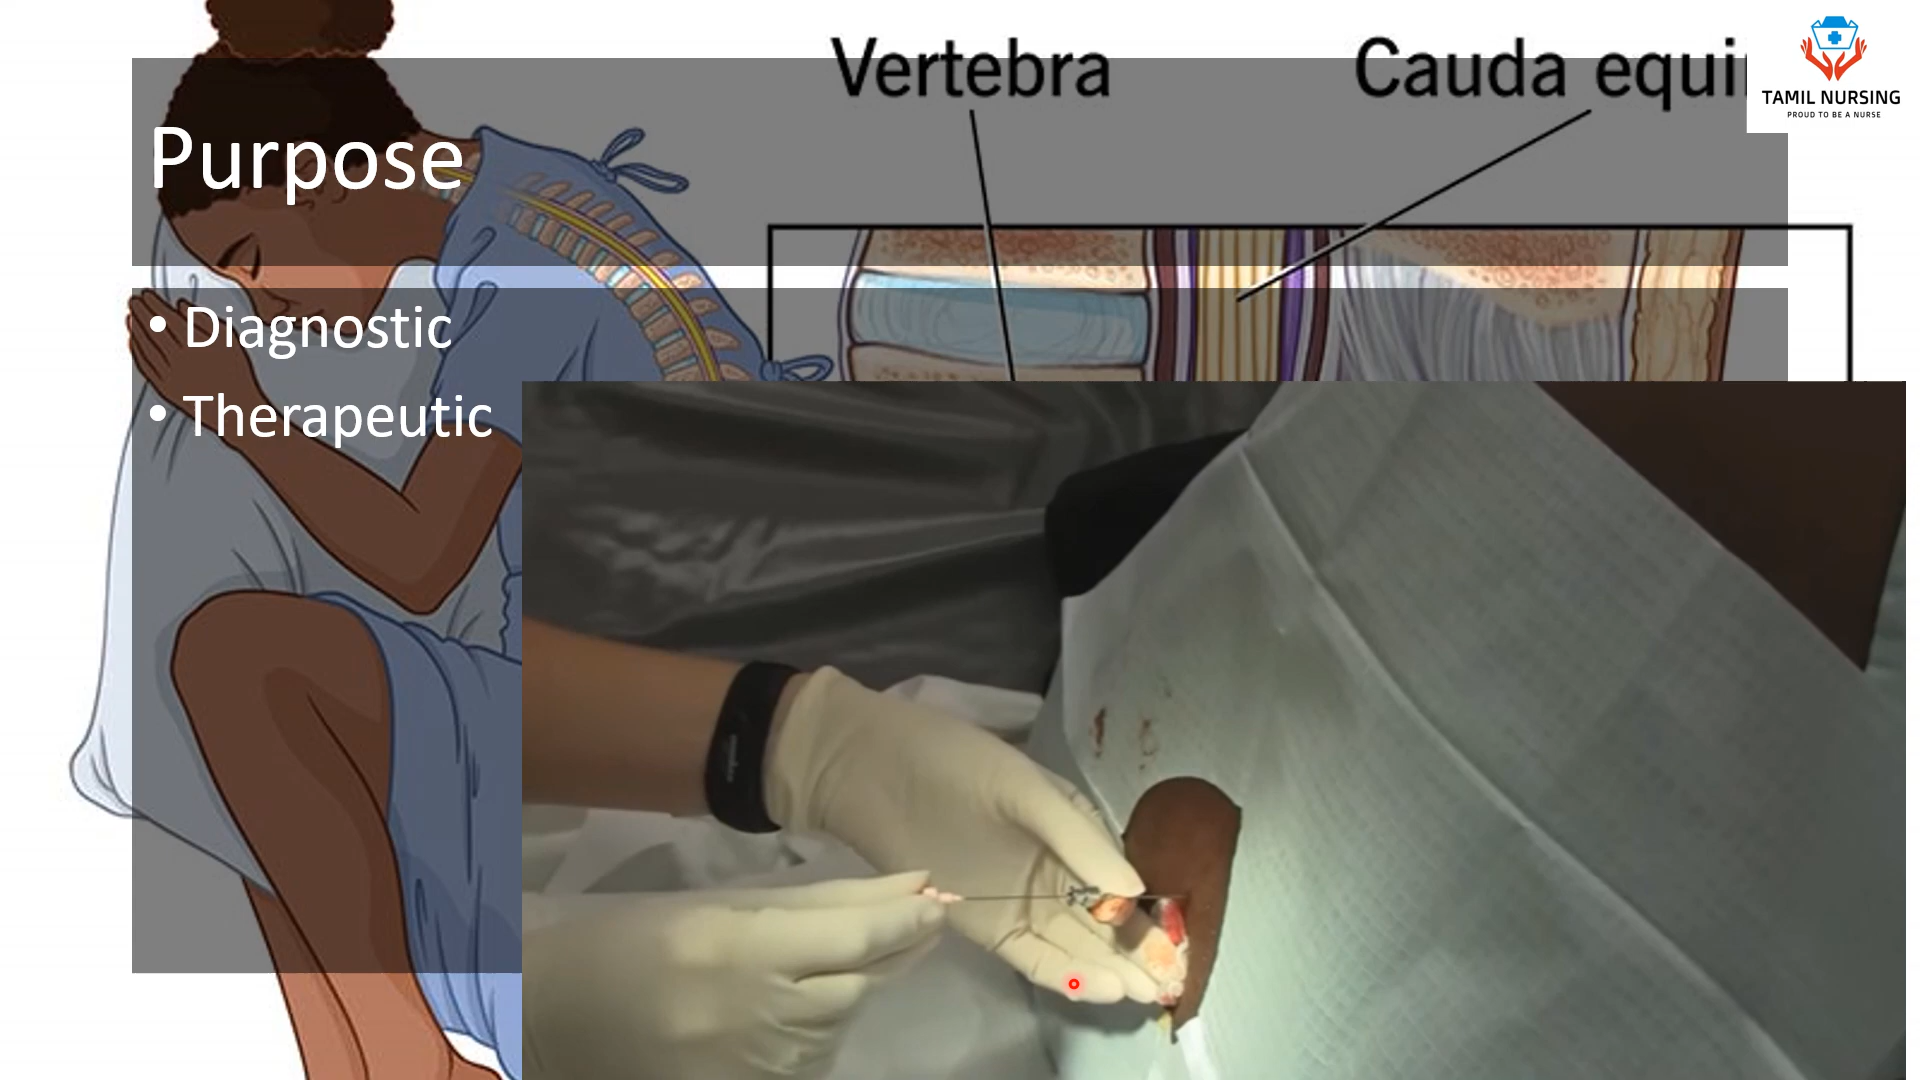 Vertebra
Cauda equi
TAMIL NURSING
PROUD TO BE A NURSE
Purpose
• Diagnostic
• Therapeutic